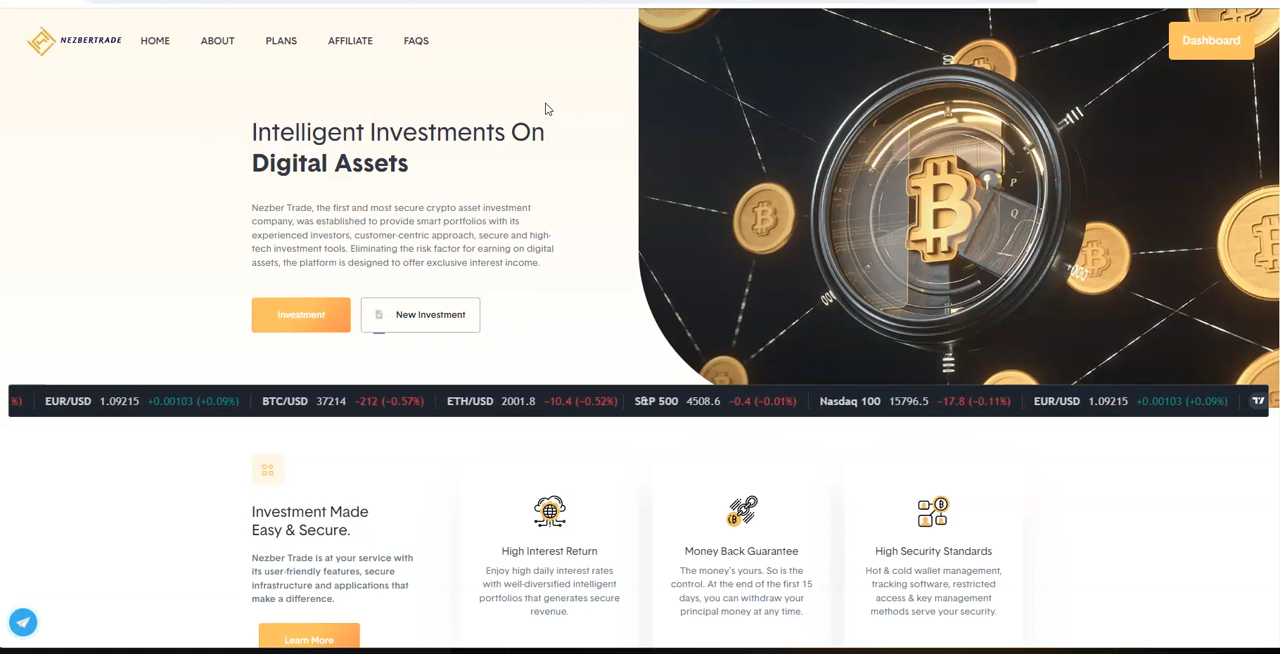 NEZBERTRADE HOME ABOUT PLANS AFFILIATE FAQS Dashboard
Intelligent Investments On
Digital Assets
Nezber Trade, the first and most secure crypto asset investment
company, was established to provide smart portfolios with its
experienced investors, customer-centric approach, secure and high-
tech investment tools. Eliminating the risk factor for earning on digital
assets, the platform is designed to offer exclusive interest income.
Investment New Investment
%) EUR/USD 1.09215 +0.00103 (+0.09%) BTC/USD 37214 −212 (−0.57%) ETH/USD 2001.8 −10.4 (−0.52%) S&P 500 4508.6 −0.4 (−0.01%) Nasdaq 100 15796.5 −17.8 (−0.11%) EUR/USD 1.09215 +0.00103 (+0.09%)
Investment Made
Easy & Secure.
Nezber Trade is at your service with
its user-friendly features, secure
infrastructure and applications that
make a difference.
Learn More
High Interest Return
Enjoy high daily interest rates
with well-diversified intelligent
portfolios that generates secure
revenue.
Money Back Guarantee
The money's yours. So is the
control. At the end of the first 15
days, you can withdraw your
principal money at any time.
High Security Standards
Hot & cold wallet management,
tracking software, restricted
access & key management
methods serve your security.